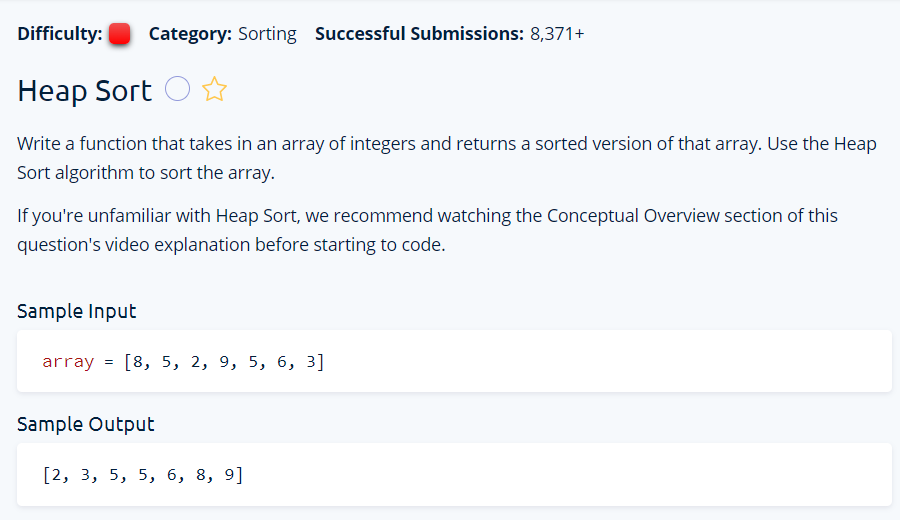 Difficulty: Category: Sorting Successful Submissions: 8,371+
Heap Sort
Write a function that takes in an array of integers and returns a sorted version of that array. Use the Heap
Sort algorithm to sort the array.
If you're unfamiliar with Heap Sort, we recommend watching the Conceptual Overview section of this
question's video explanation before starting to code.
Sample Input
array = [8, 5, 2, 9, 5, 6, 3]
Sample Output
[2, 3, 5, 5, 6, 8, 9]